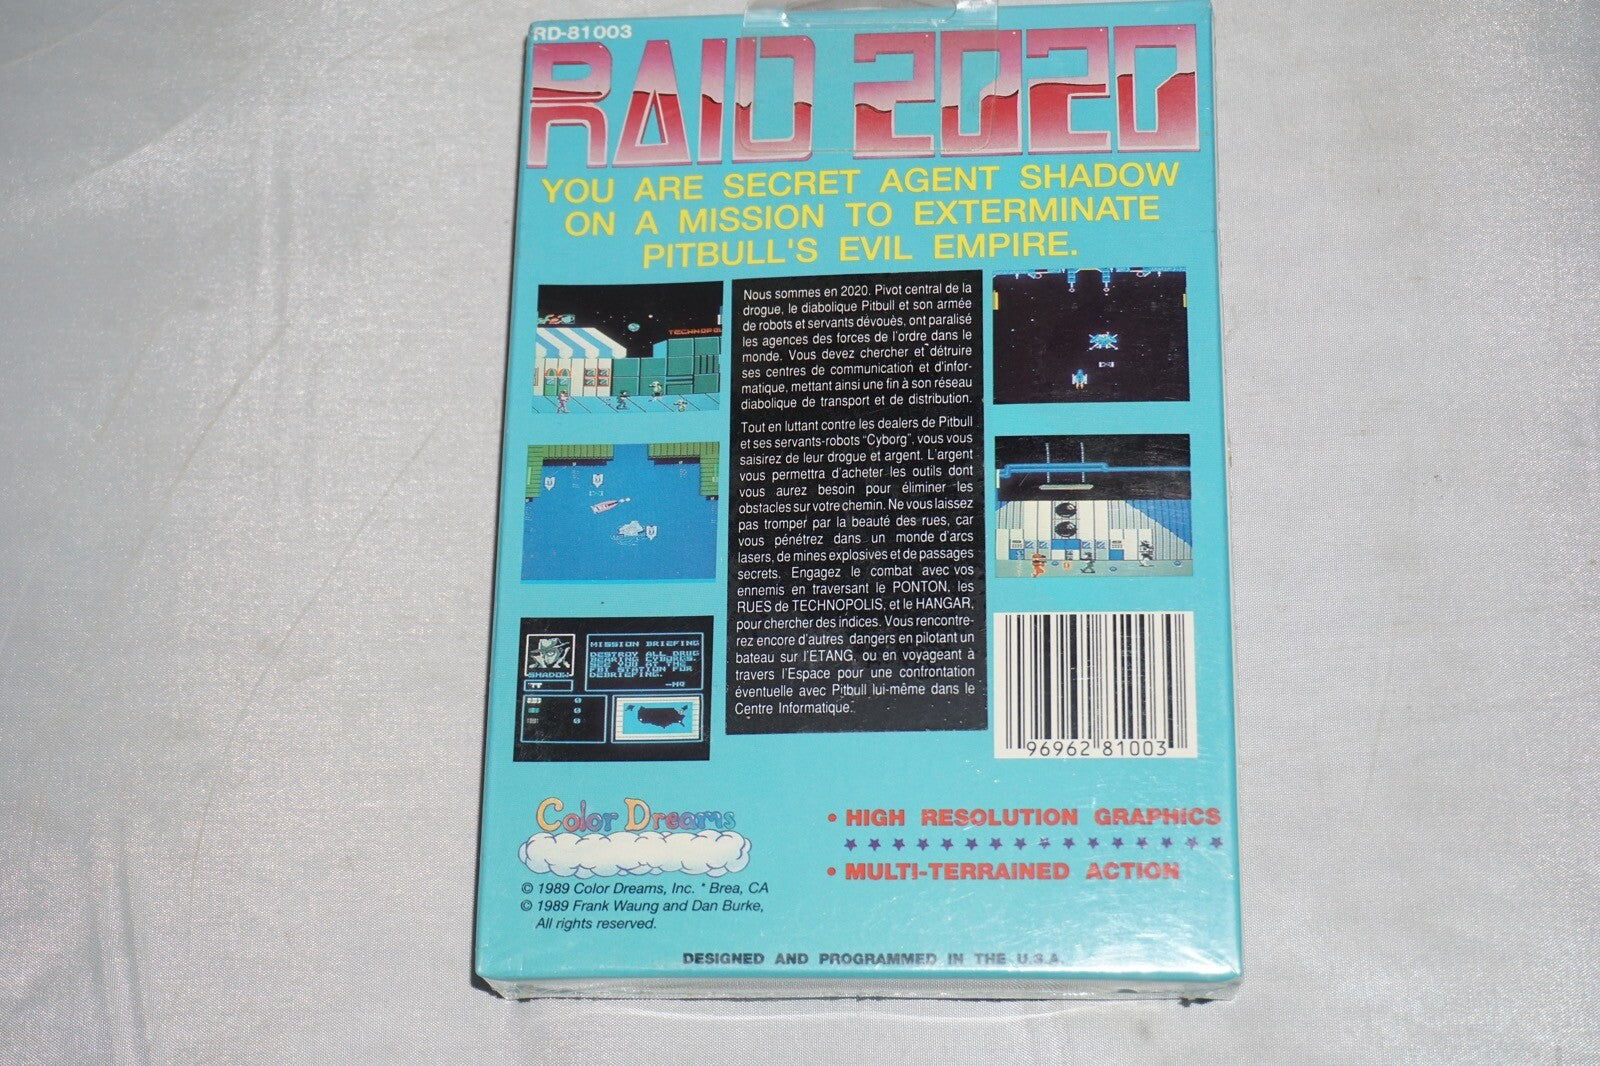 RD-81003
RAID 2020
YOU ARE SECRET AGENT SHADOW
ON A MISSION TO EXTERMINATE
PITBULL'S EVIL EMPIRE.
Nous sommes en 2020. Pivot central de la
drogue, le diabolique Pitbull et son armée
de robots et servants dévoués, ont paralisé
les agences des forces de l'ordre dans le
monde. Vous devez chercher et détruire
ses centres de communication et d'infor-
matique, mettant ainsi une fin à son réseau
diabolique de transport et de distribution.
Tout en luttant contre les dealers de Pitbull
et ses servants-robots "Cyborg", vous vous
saisirez de leur drogue et argent. L'argent
vous permettra d'acheter les outils dont
vous aurez besoin pour éliminer les
obstacles sur votre chemin. Ne vous laissez
pas tromper par la beauté des rues, car
vous pénétrez dans un monde d'arcs
lasers, de mines explosives et de passages
secrets. Engagez le combat avec vos
ennemis en traversant le PONTON, les
RUES de TECHNOPOLIS, et le HANGAR,
pour chercher des indices. Vous rencontre-
rez encore d'autres dangers en pilotant un
bateau sur l'ETANG, ou en voyageant à
travers l'Espace pour une confrontation
éventuelle avec Pitbull lui-même dans le
Centre Informatique.
TECHNOPOL
MISSION BRIEFING
DESTROY ALL DRUG
BEARING CYBORGS.
FBI STATION FOR
DEBRIEFING.
-HQ
SHADOW
96962 81003
Color Dreams
© 1989 Color Dreams, Inc. * Brea, CA
© 1989 Frank Waung and Dan Burke,
All rights reserved.
• HIGH RESOLUTION GRAPHICS
• MULTI-TERRAINED ACTION
DESIGNED AND PROGRAMMED IN THE U.S.A.